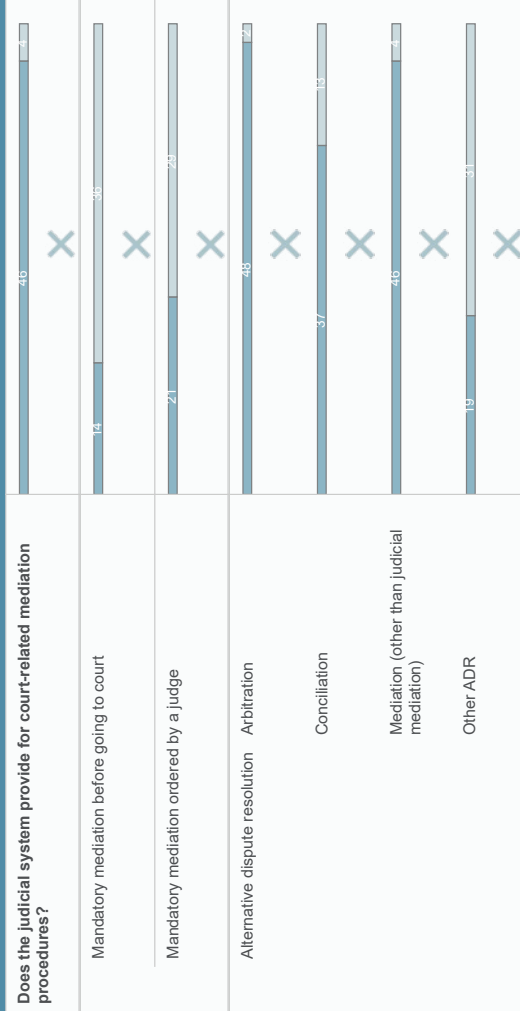 Does the judicial system provide for court-related mediation
procedures?
46
4
Mandatory mediation before going to court
14
36
Mandatory mediation ordered by a judge
21
29
Alternative dispute resolution
Arbitration
48
2
Conciliation
37
13
Mediation (other than judicial
mediation)
46
4
Other ADR
19
31